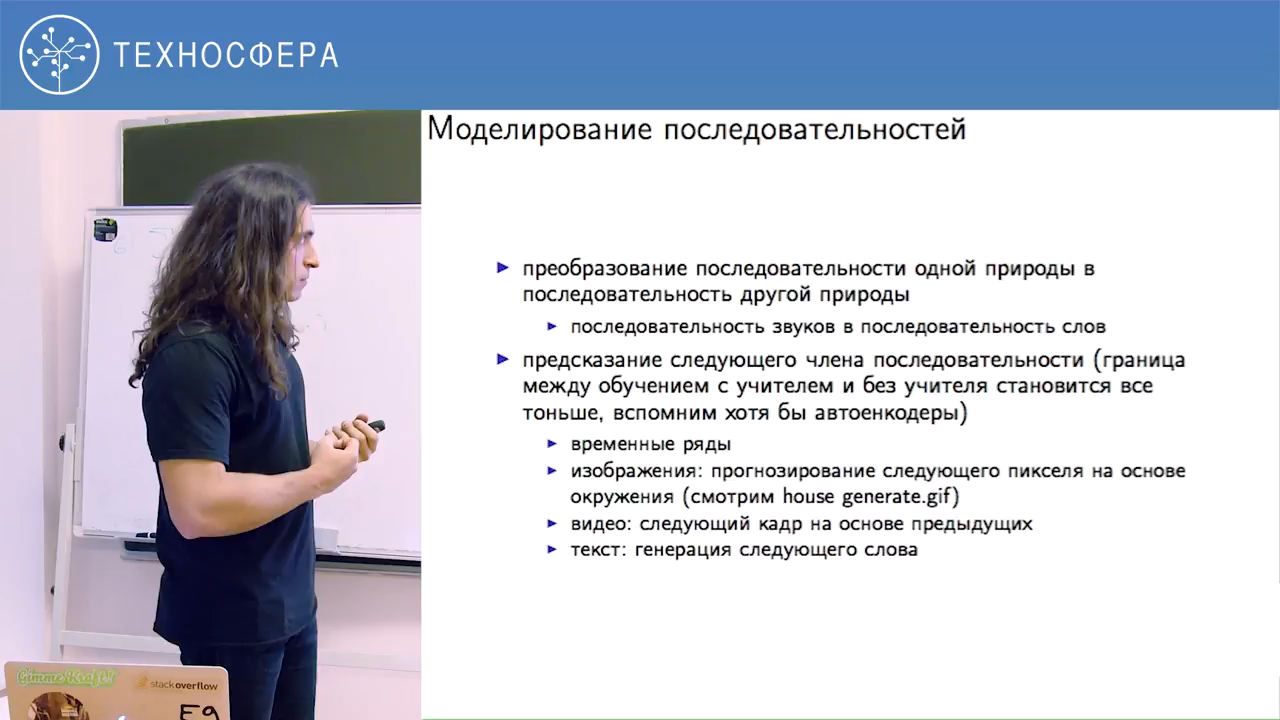 ТЕХНОСФЕРА
Моделирование последовательностей
преобразование последовательности одной природы в
последовательность другой природы
последовательность звуков в последовательность слов
предсказание следующего члена последовательности (граница
между обучением с учителем и без учителя становится все
тоньше, вспомним хотя бы автоенкодеры)
временные ряды
изображения: прогнозирование следующего пикселя на основе
окружения (смотрим house generate.gif)
видео: следующий кадр на основе предыдущих
текст: генерация следующего слова
Gimme Kraft!
stackoverflow